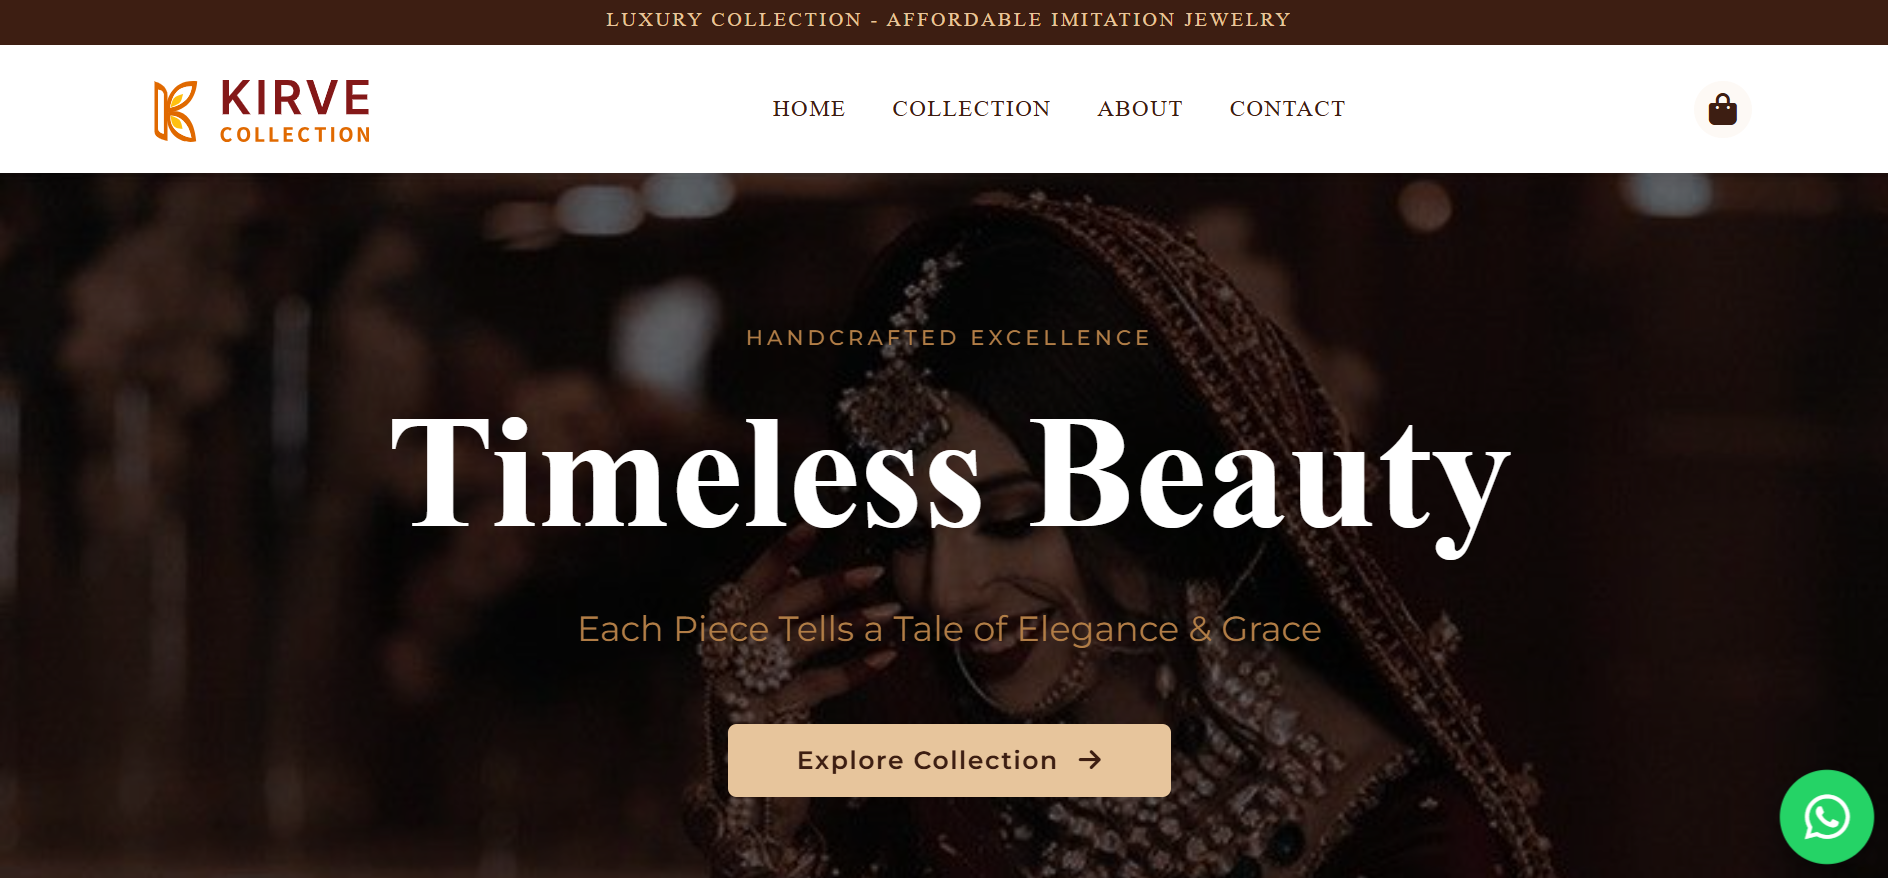 LUXURY COLLECTION - AFFORDABLE IMITATION JEWELRY
KIRVE
COLLECTION
HOME COLLECTION ABOUT CONTACT
HANDCRAFTED EXCELLENCE
Timeless Beauty
Each Piece Tells a Tale of Elegance & Grace
Explore Collection →